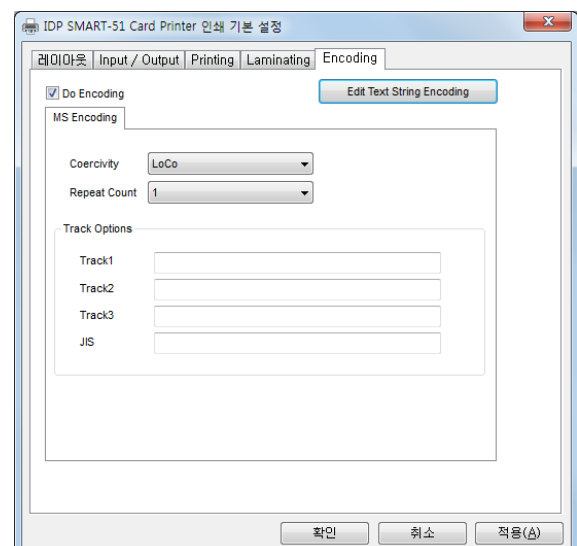 IDP SMART-51 Card Printer 인쇄 기본 설정
레이아웃 Input / Output Printing Laminating Encoding
Do Encoding Edit Text String Encoding
MS Encoding
Coercivity LoCo
Repeat Count 1
Track Options
Track1
Track2
Track3
JIS
확인 취소 적용(A)